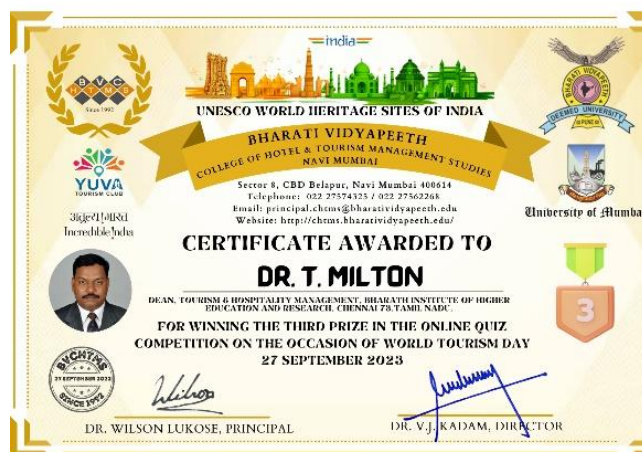 india
UNESCO WORLD HERITAGE SITES OF INDIA
BHARATI VIDYAPEETH
COLLEGE OF HOTEL & TOURISM MANAGEMENT STUDIES
NAVI MUMBAI
Sector 8, CBD Belapur, Navi Mumbai 400614
Telephone: 022 27574325 / 022 27562268
Email: principal.chtms@bharatividyapeeth.edu
Website: http://chtms.bharatividyapeeth.edu/
BVC
HTMS
Since 1992
YUVA
TOURISM CLUB
Incredible!ndia
BHARATI VIDYAPEETH
DEEMED UNIVERSITY
University of Mumba
CERTIFICATE AWARDED TO
DR. T. MILTON
DEAN, TOURISM & HOSPITALITY MANAGEMENT, BHARATH INSTITUTE OF HIGHER
EDUCATION AND RESEARCH, CHENNAI 73, TAMIL NADU.
3
FOR WINNING THE THIRD PRIZE IN THE ONLINE QUIZ
COMPETITION ON THE OCCASION OF WORLD TOURISM DAY
27 SEPTEMBER 2023
BVCHTMS
27 SEPTEMBER 2023
SINCE 1992
DR. WILSON LUKOSE, PRINCIPAL
DR. V.J. KADAM, DIRECTOR